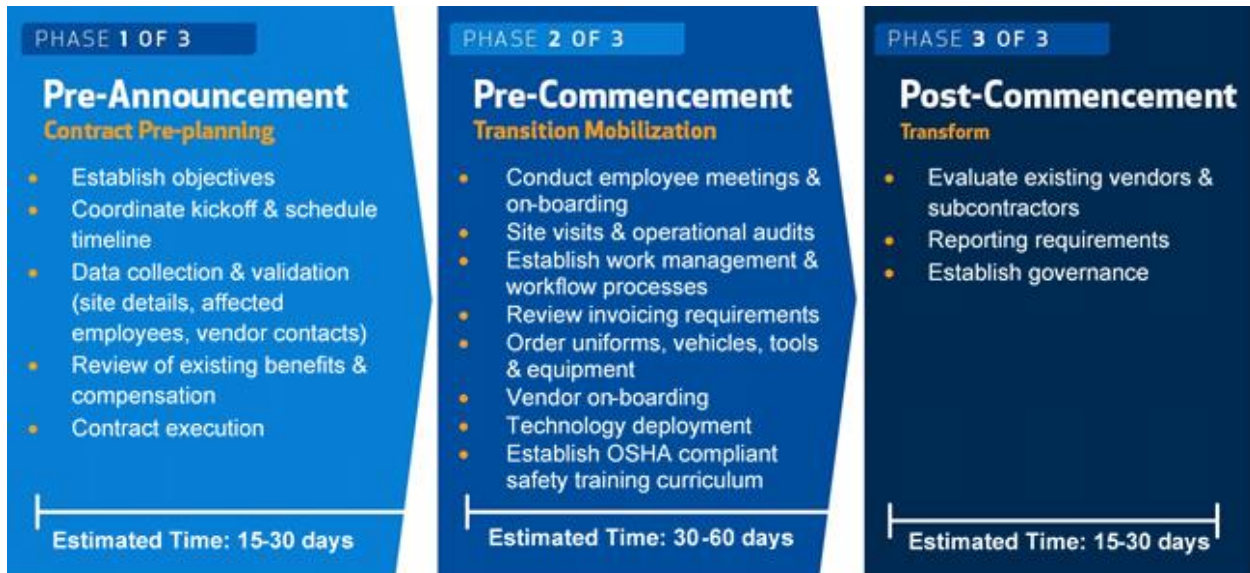 PHASE 1 OF 3
Pre-Announcement
Contract Pre-planning
• Establish objectives
• Coordinate kickoff & schedule
timeline
• Data collection & validation
(site details, affected
employees, vendor contacts)
• Review of existing benefits &
compensation
• Contract execution
Estimated Time: 15-30 days
PHASE 2 OF 3
Pre-Commencement
Transition Mobilization
• Conduct employee meetings &
on-boarding
• Site visits & operational audits
• Establish work management &
workflow processes
• Review invoicing requirements
• Order uniforms, vehicles, tools
& equipment
• Vendor on-boarding
• Technology deployment
• Establish OSHA compliant
safety training curriculum
Estimated Time: 30-60 days
PHASE 3 OF 3
Post-Commencement
Transform
• Evaluate existing vendors &
subcontractors
• Reporting requirements
• Establish governance
Estimated Time: 15-30 days